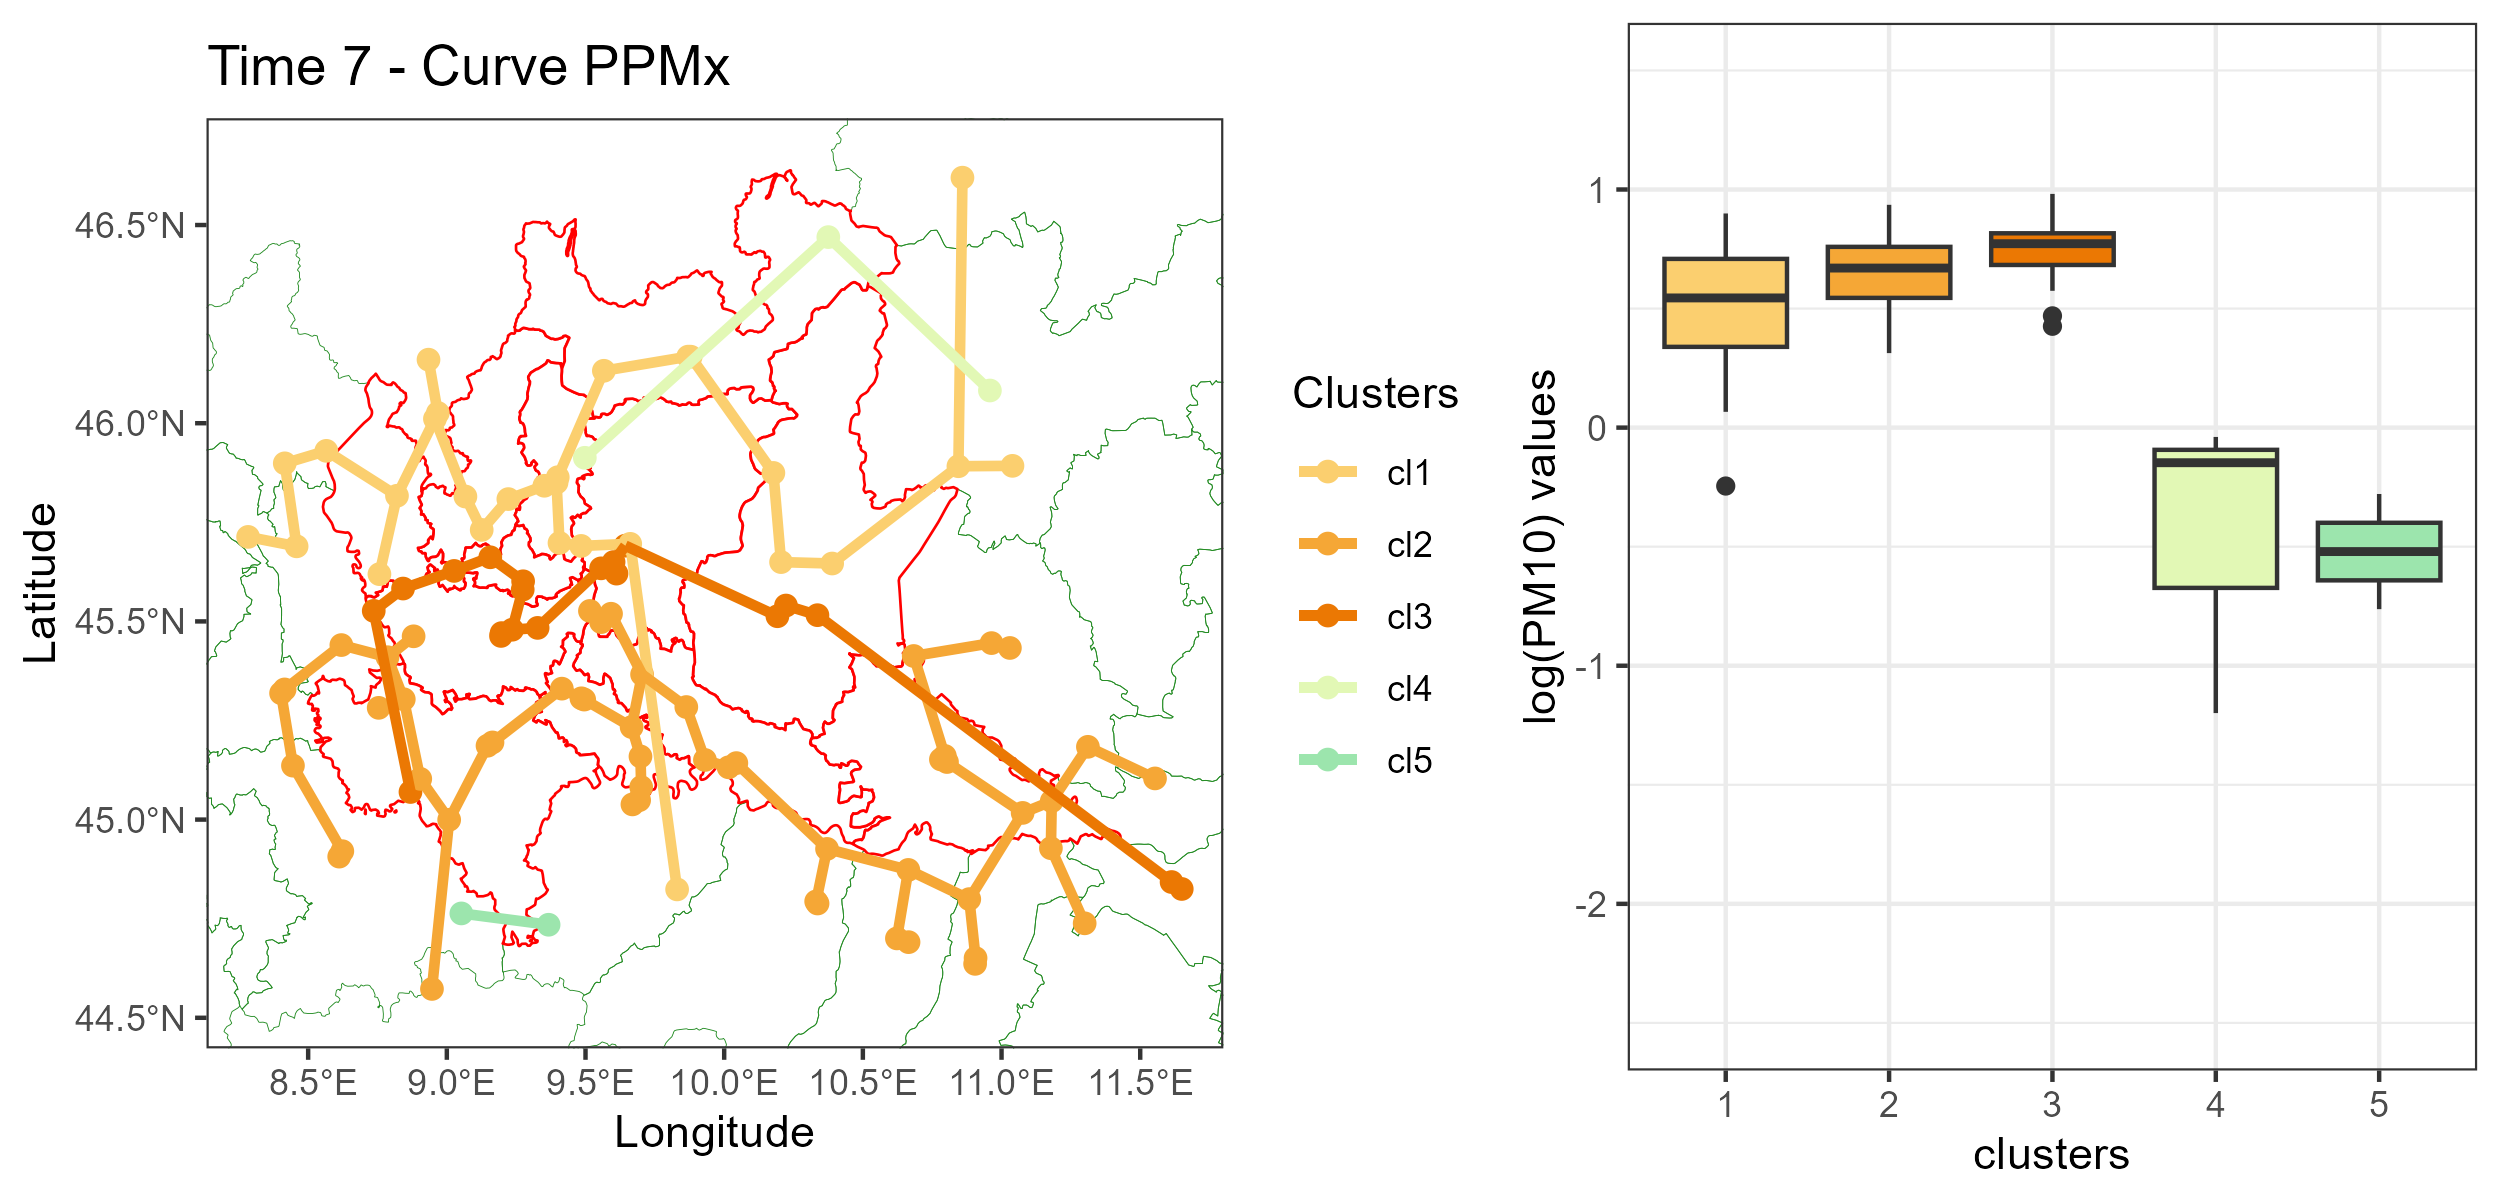 Time 7 - Curve PPMx
Latitude
46.5°N
46.0°N
45.5°N
45.0°N
44.5°N
8.5°E 9.0°E 9.5°E 10.0°E 10.5°E 11.0°E 11.5°E
Longitude
Clusters
cl1
cl2
cl3
cl4
cl5
log(PM10) values
1
0
-1
-2
1 2 3 4 5
clusters